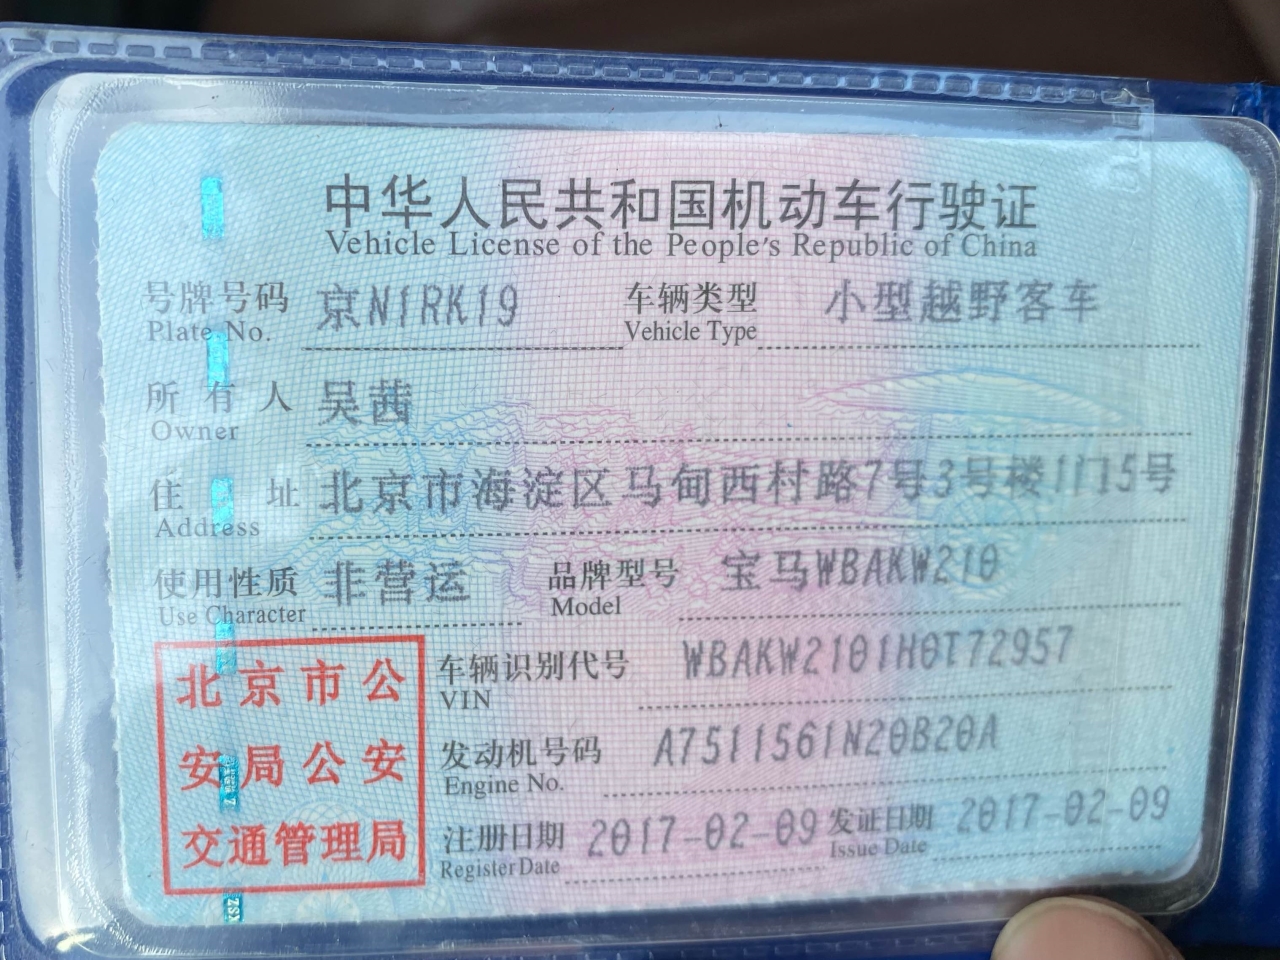 中华人民共和国机动车行驶证
Vehicle License of the People's Republic of China
号牌号码 京N1RK19 车辆类型 小型越野客车
Plate No. Vehicle Type
所有人 吴茜
Owner
住址 北京市海淀区马甸西村路7号3号楼1门15号
Address
使用性质 非营运 品牌型号 宝马WBAKW210
Use Character Model
北京市公安局公安交通管理局
车辆识别代号 WBAKW2101H0T72957
VIN
发动机号码 A7511561N20B20A
Engine No.
注册日期 2017-02-09 发证日期 2017-02-09
Register Date Issue Date